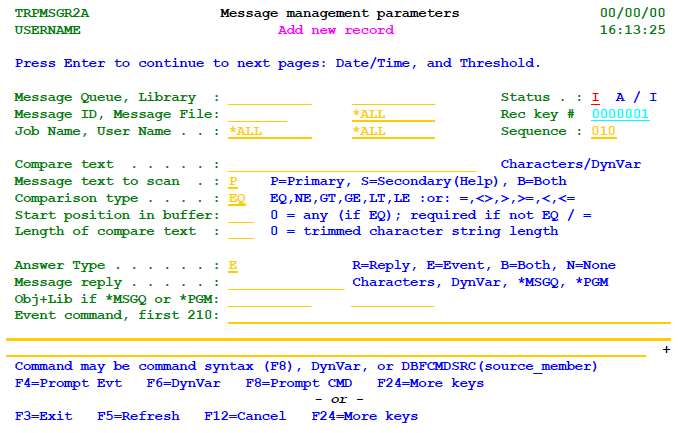 TRPMSGR2A Message management parameters 00/00/00
USERNAME Add new record 16:13:25
Press Enter to continue to next pages: Date/Time, and Threshold.
Message Queue, Library : Status . : I A / I
Message ID, Message File: *ALL Rec key # 0000001
Job Name, User Name . . : *ALL *ALL Sequence : 010
Compare text . . . . . : Characters/DynVar
Message text to scan . : P P=Primary, S=Secondary(Help), B=Both
Comparison type . . . . : EQ EQ,NE,GT,GE,LT,LE :or: =,<>,>,>=,<,<=
Start position in buffer: 0 = any (if EQ); required if not EQ / =
Length of compare text : 0 = trimmed character string length
Answer Type . . . . . . : E R=Reply, E=Event, B=Both, N=None
Message reply . . . . . : Characters, DynVar, *MSGQ, *PGM
Obj+Lib if *MSGQ or *PGM:
Event command, first 210:
+
Command may be command syntax (F8), DynVar, or DBFCMDSRC(source_member)
F4=Prompt Evt F6=DynVar F8=Prompt CMD F24=More keys
- or -
F3=Exit F5=Refresh F12=Cancel F24=More keys